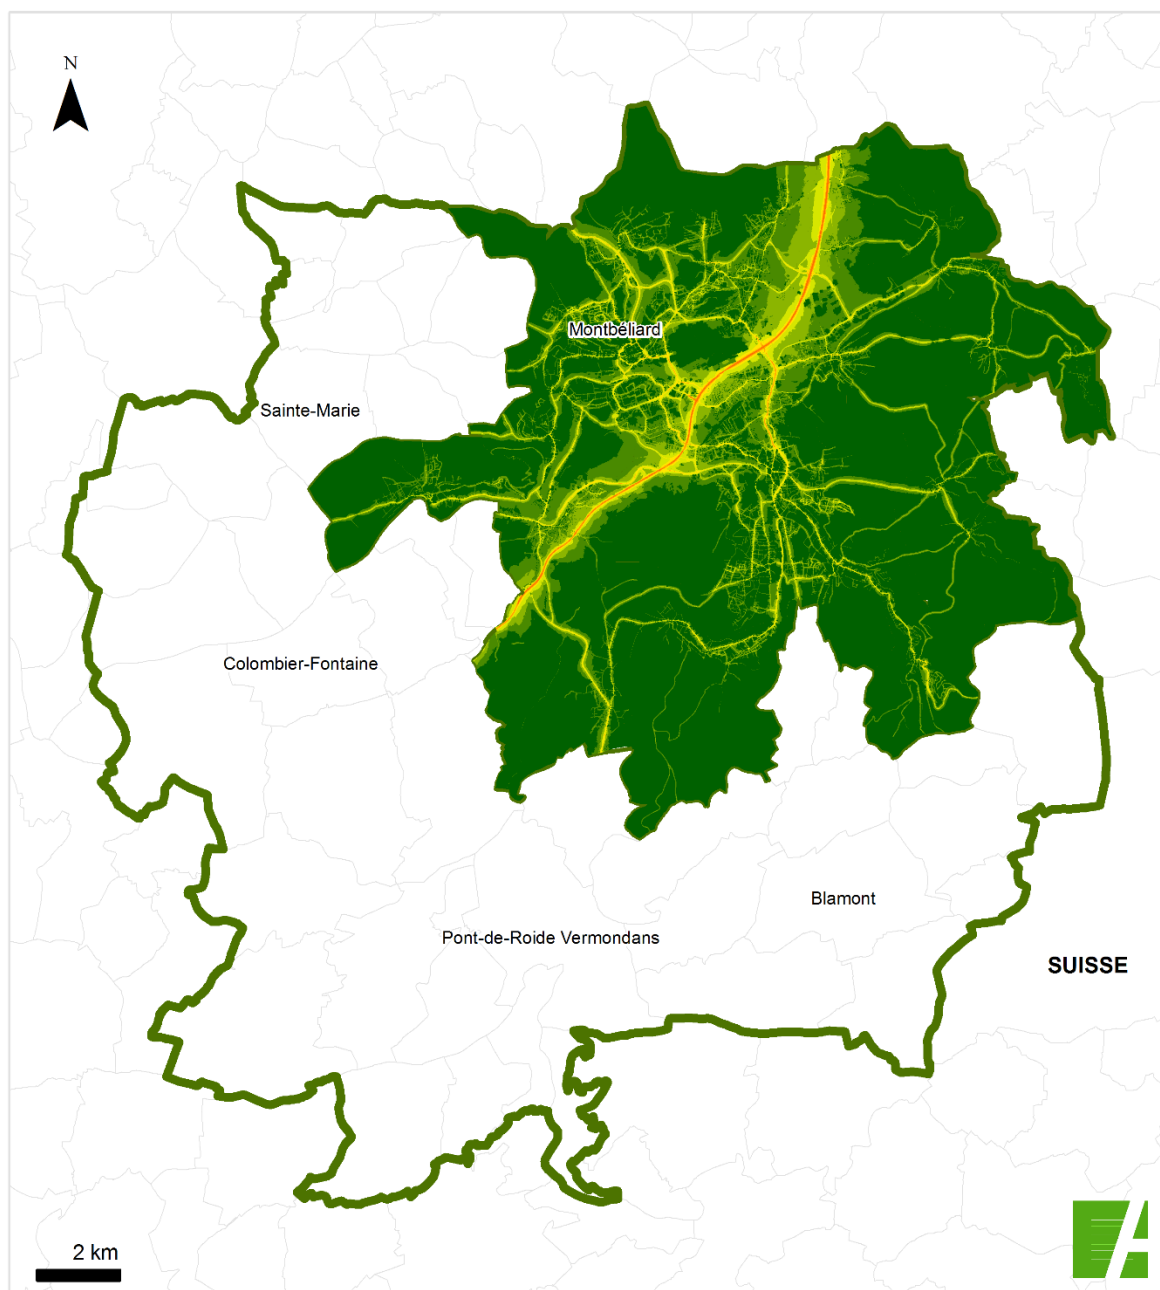 N
Montbéliard
Sainte-Marie
Colombier-Fontaine
Blamont
Pont-de-Roide Vermondans
SUISSE
2 km